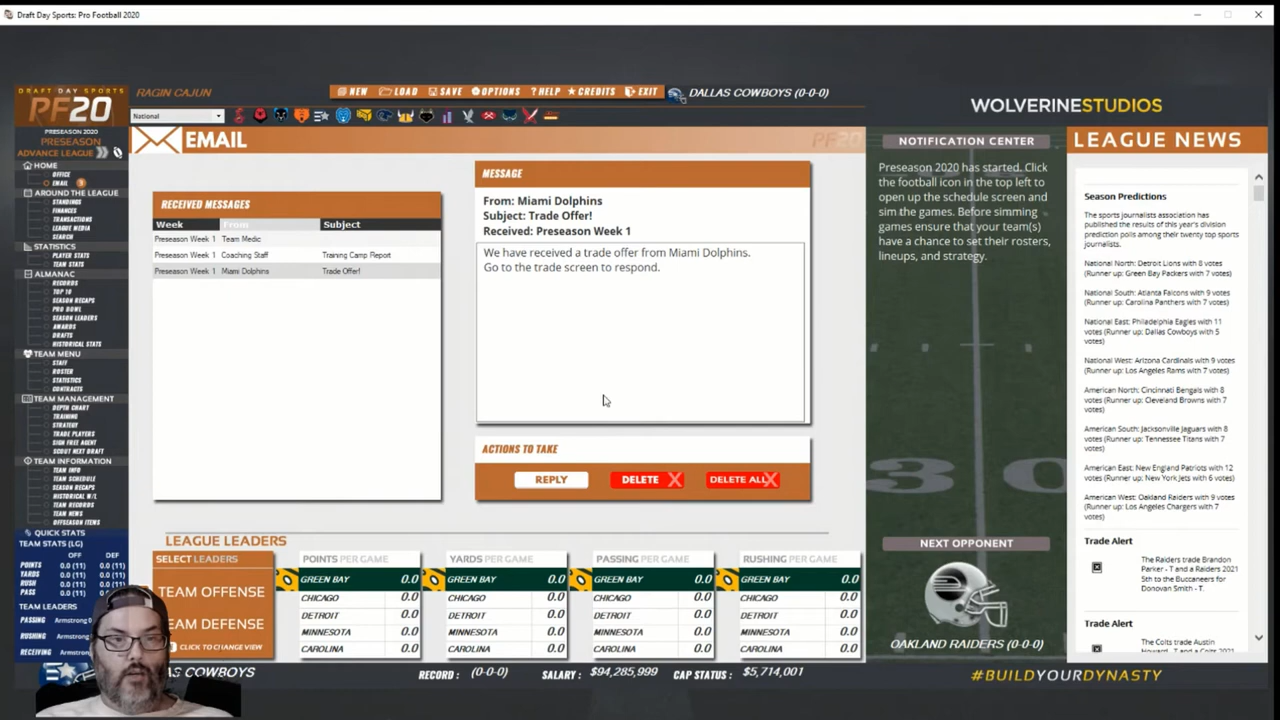 Draft Day Sports: Pro Football 2020
DRAFT DAY SPORTS
PF20
RAGIN CAJUN
NEW LOAD SAVE OPTIONS ? HELP CREDITS EXIT
DALLAS COWBOYS (0-0-0)
WOLVERINESTUDIOS
National
PRESEASON 2020
PRESEASON
ADVANCE LEAGUE
EMAIL
PF20
HOME
OFFICE
EMAIL 3
AROUND THE LEAGUE
STANDINGS
FINANCES
TRANSACTIONS
LEAGUE MEDIA
SEARCH
STATISTICS
PLAYER STATS
TEAM STATS
ALMANAC
RECORDS
TOP 10
SEASON RECAPS
PRO BOWL
SEASON LEADERS
AWARDS
DRAFTS
HISTORICAL STATS
TEAM MENU
STAFF
ROSTER
STATISTICS
CONTRACTS
TEAM MANAGEMENT
DEPTH CHART
TRAINING
STRATEGY
TRADE PLAYERS
SIGN FREE AGENT
SCOUT NEXT DRAFT
TEAM INFORMATION
TEAM INFO
TEAM SCHEDULE
SEASON RECAPS
HISTORICAL W/L
TEAM RECORDS
TEAM NEWS
OFFSEASON ITEMS
QUICK STATS
TEAM STATS (LG)
OFF DEF
POINTS 0.0 (11) 0.0 (11)
YARDS 0.0 (11) 0.0 (11)
RUSH 0.0 (11) 0.0 (11)
PASS 0.0 (11) 0.0 (11)
TEAM LEADERS
PASSING Armstrong 0
RUSHING Armstrong
RECEIVING Armstrong
RECEIVED MESSAGES
Week From Subject
Preseason Week 1 Team Medic
Preseason Week 1 Coaching Staff Training Camp Report
Preseason Week 1 Miami Dolphins Trade Offer!
MESSAGE
From: Miami Dolphins
Subject: Trade Offer!
Received: Preseason Week 1
We have received a trade offer from Miami Dolphins.
Go to the trade screen to respond.
ACTIONS TO TAKE
REPLY DELETE X DELETE ALL X
LEAGUE LEADERS
SELECT LEADERS
TEAM OFFENSE
EAM DEFENSE
CLICK TO CHANGE VIEW
POINTS PER GAME
GREEN BAY 0.0
CHICAGO 0.0
DETROIT 0.0
MINNESOTA 0.0
CAROLINA 0.0
YARDS PER GAME
GREEN BAY 0.0
CHICAGO 0.0
DETROIT 0.0
MINNESOTA 0.0
CAROLINA 0.0
PASSING PER GAME
GREEN BAY 0.0
CHICAGO 0.0
DETROIT 0.0
MINNESOTA 0.0
CAROLINA 0.0
RUSHING PER GAME
GREEN BAY 0.0
CHICAGO 0.0
DETROIT 0.0
MINNESOTA 0.0
CAROLINA 0.0
AS COWBOYS
RECORD : (0-0-0) SALARY: $94,285,999 CAP STATUS : $5,714,001
NOTIFICATION CENTER
Preseason 2020 has started. Click
the football icon in the top left to
open up the schedule screen and
sim the games. Before simming
games ensure that your team(s)
have a chance to set their rosters,
lineups, and strategy.
3 0
NEXT OPPONENT
OAKLAND RAIDERS (0-0-0)
LEAGUE NEWS
Season Predictions
The sports journalists association has
published the results of this year's division
prediction polls among their twenty top sports
journalists.
National North: Detroit Lions with 8 votes
(Runner up: Green Bay Packers with 7 votes)
National South: Atlanta Falcons with 9 votes
(Runner up: Carolina Panthers with 7 votes)
National East: Philadelphia Eagles with 11
votes (Runner up: Dallas Cowboys with 5
votes)
National West: Arizona Cardinals with 9 votes
(Runner up: Los Angeles Rams with 7 votes)
American North: Cincinnati Bengals with 8
votes (Runner up: Cleveland Browns with 7
votes)
American South: Jacksonville Jaguars with 8
votes (Runner up: Tennessee Titans with 7
votes)
American East: New England Patriots with 12
votes (Runner up: New York Jets with 6 votes)
American West: Oakland Raiders with 9 votes
(Runner up: Los Angeles Chargers with 7
votes)
Trade Alert
The Raiders trade Brandon
Parker - T and a Raiders 2021
5th to the Buccaneers for
Donovan Smith - T.
Trade Alert
The Colts trade Austin
#BUILDYOURDYNASTY